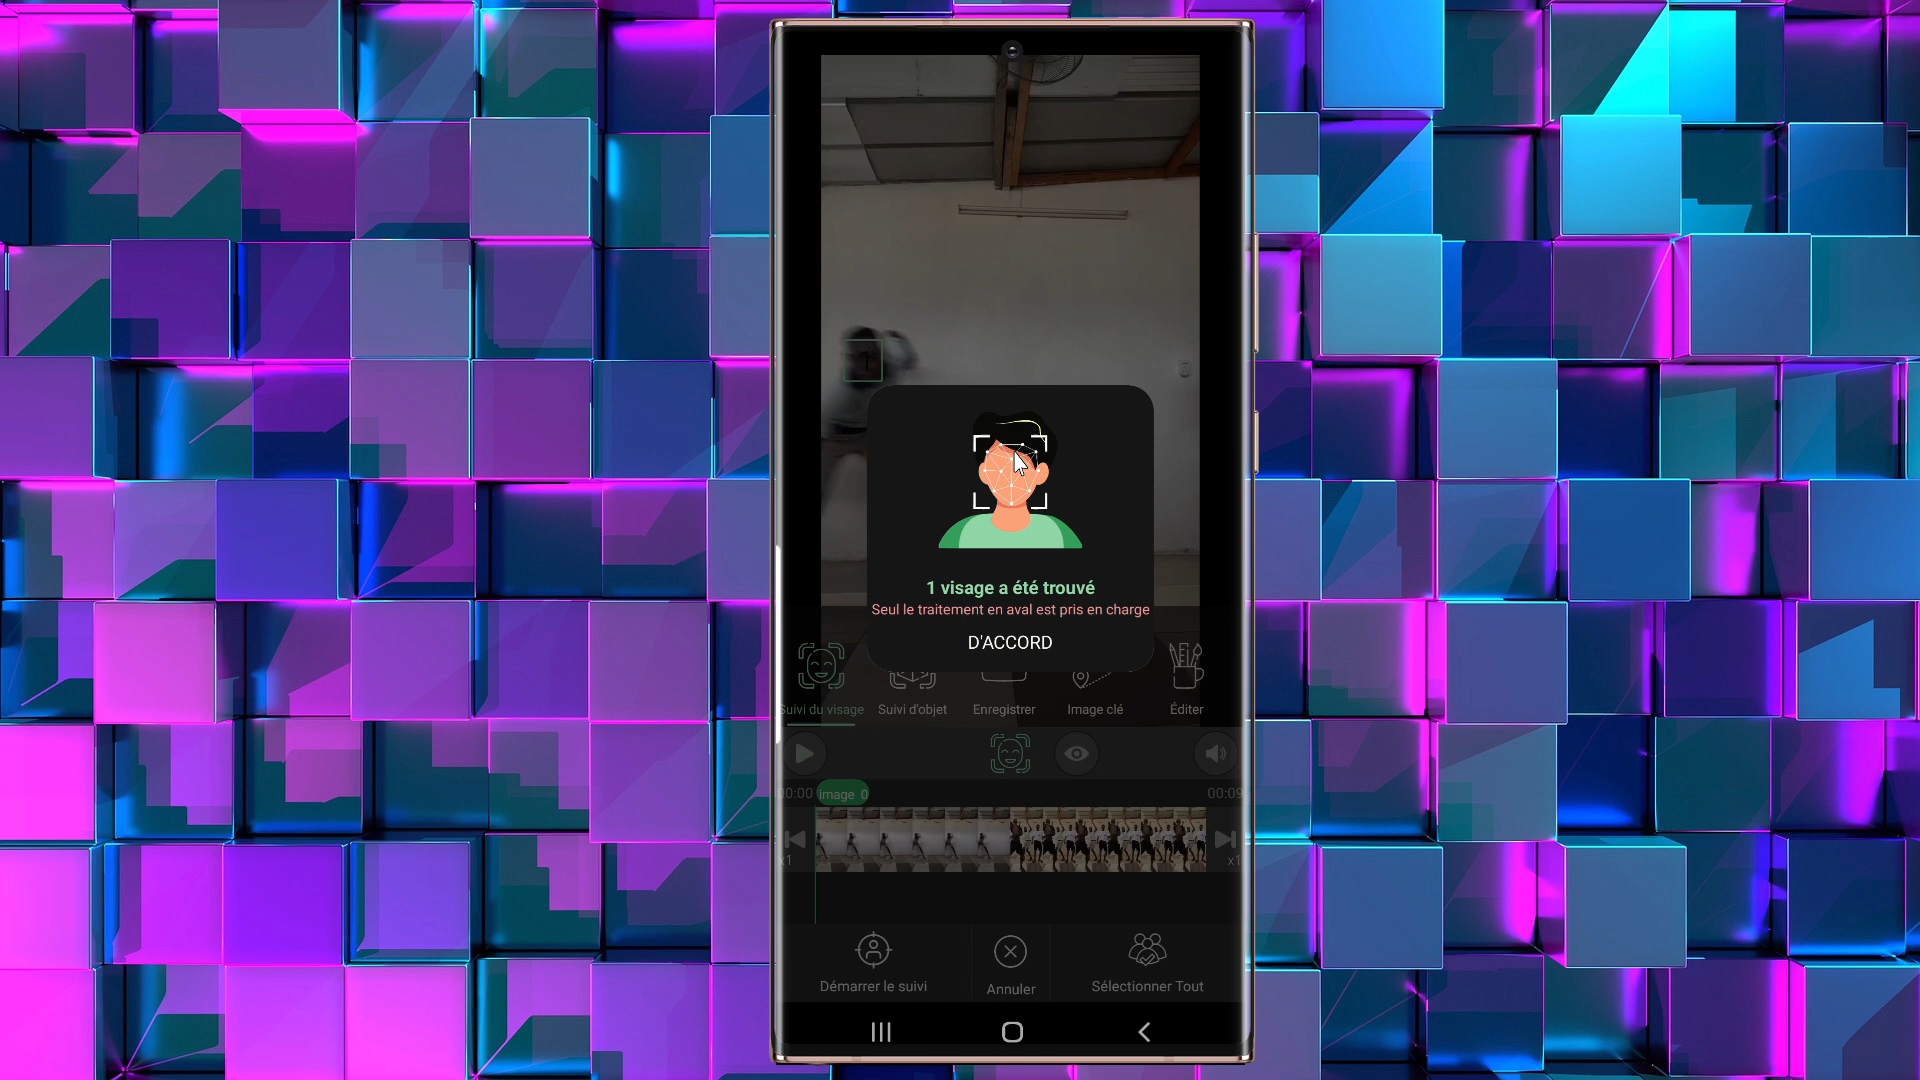 1 visage a été trouvé
Seul le traitement en aval est pris en charge
D'ACCORD
Suivi du visage
Suivi d'objet
Enregistrer
Image clé
Éditer
00:00
image 0
00:09
x1
x1
Démarrer le suivi
Annuler
Sélectionner Tout